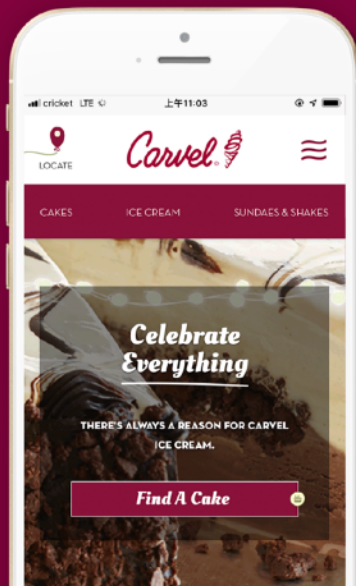 cricket LTE 上午11:03
LOCATE
Carvel
CAKES ICE CREAM SUNDAES & SHAKES
Celebrate
Everything
THERE'S ALWAYS A REASON FOR CARVEL
ICE CREAM.
Find A Cake